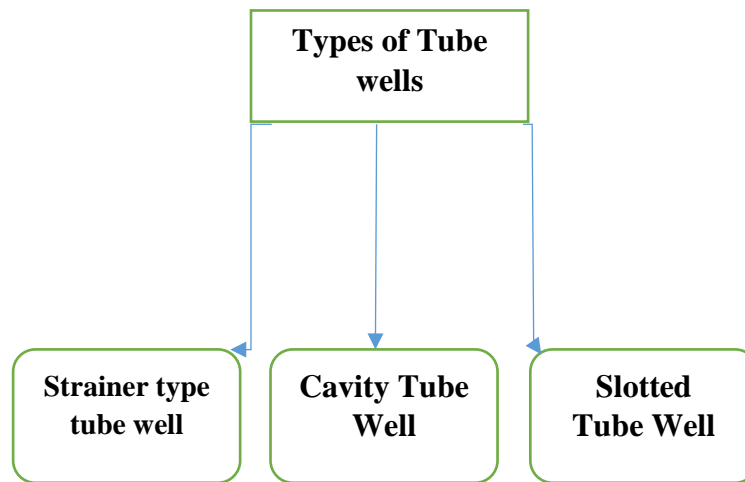 Types of Tube
wells
Strainer type
tube well
Cavity Tube
Well
Slotted
Tube Well